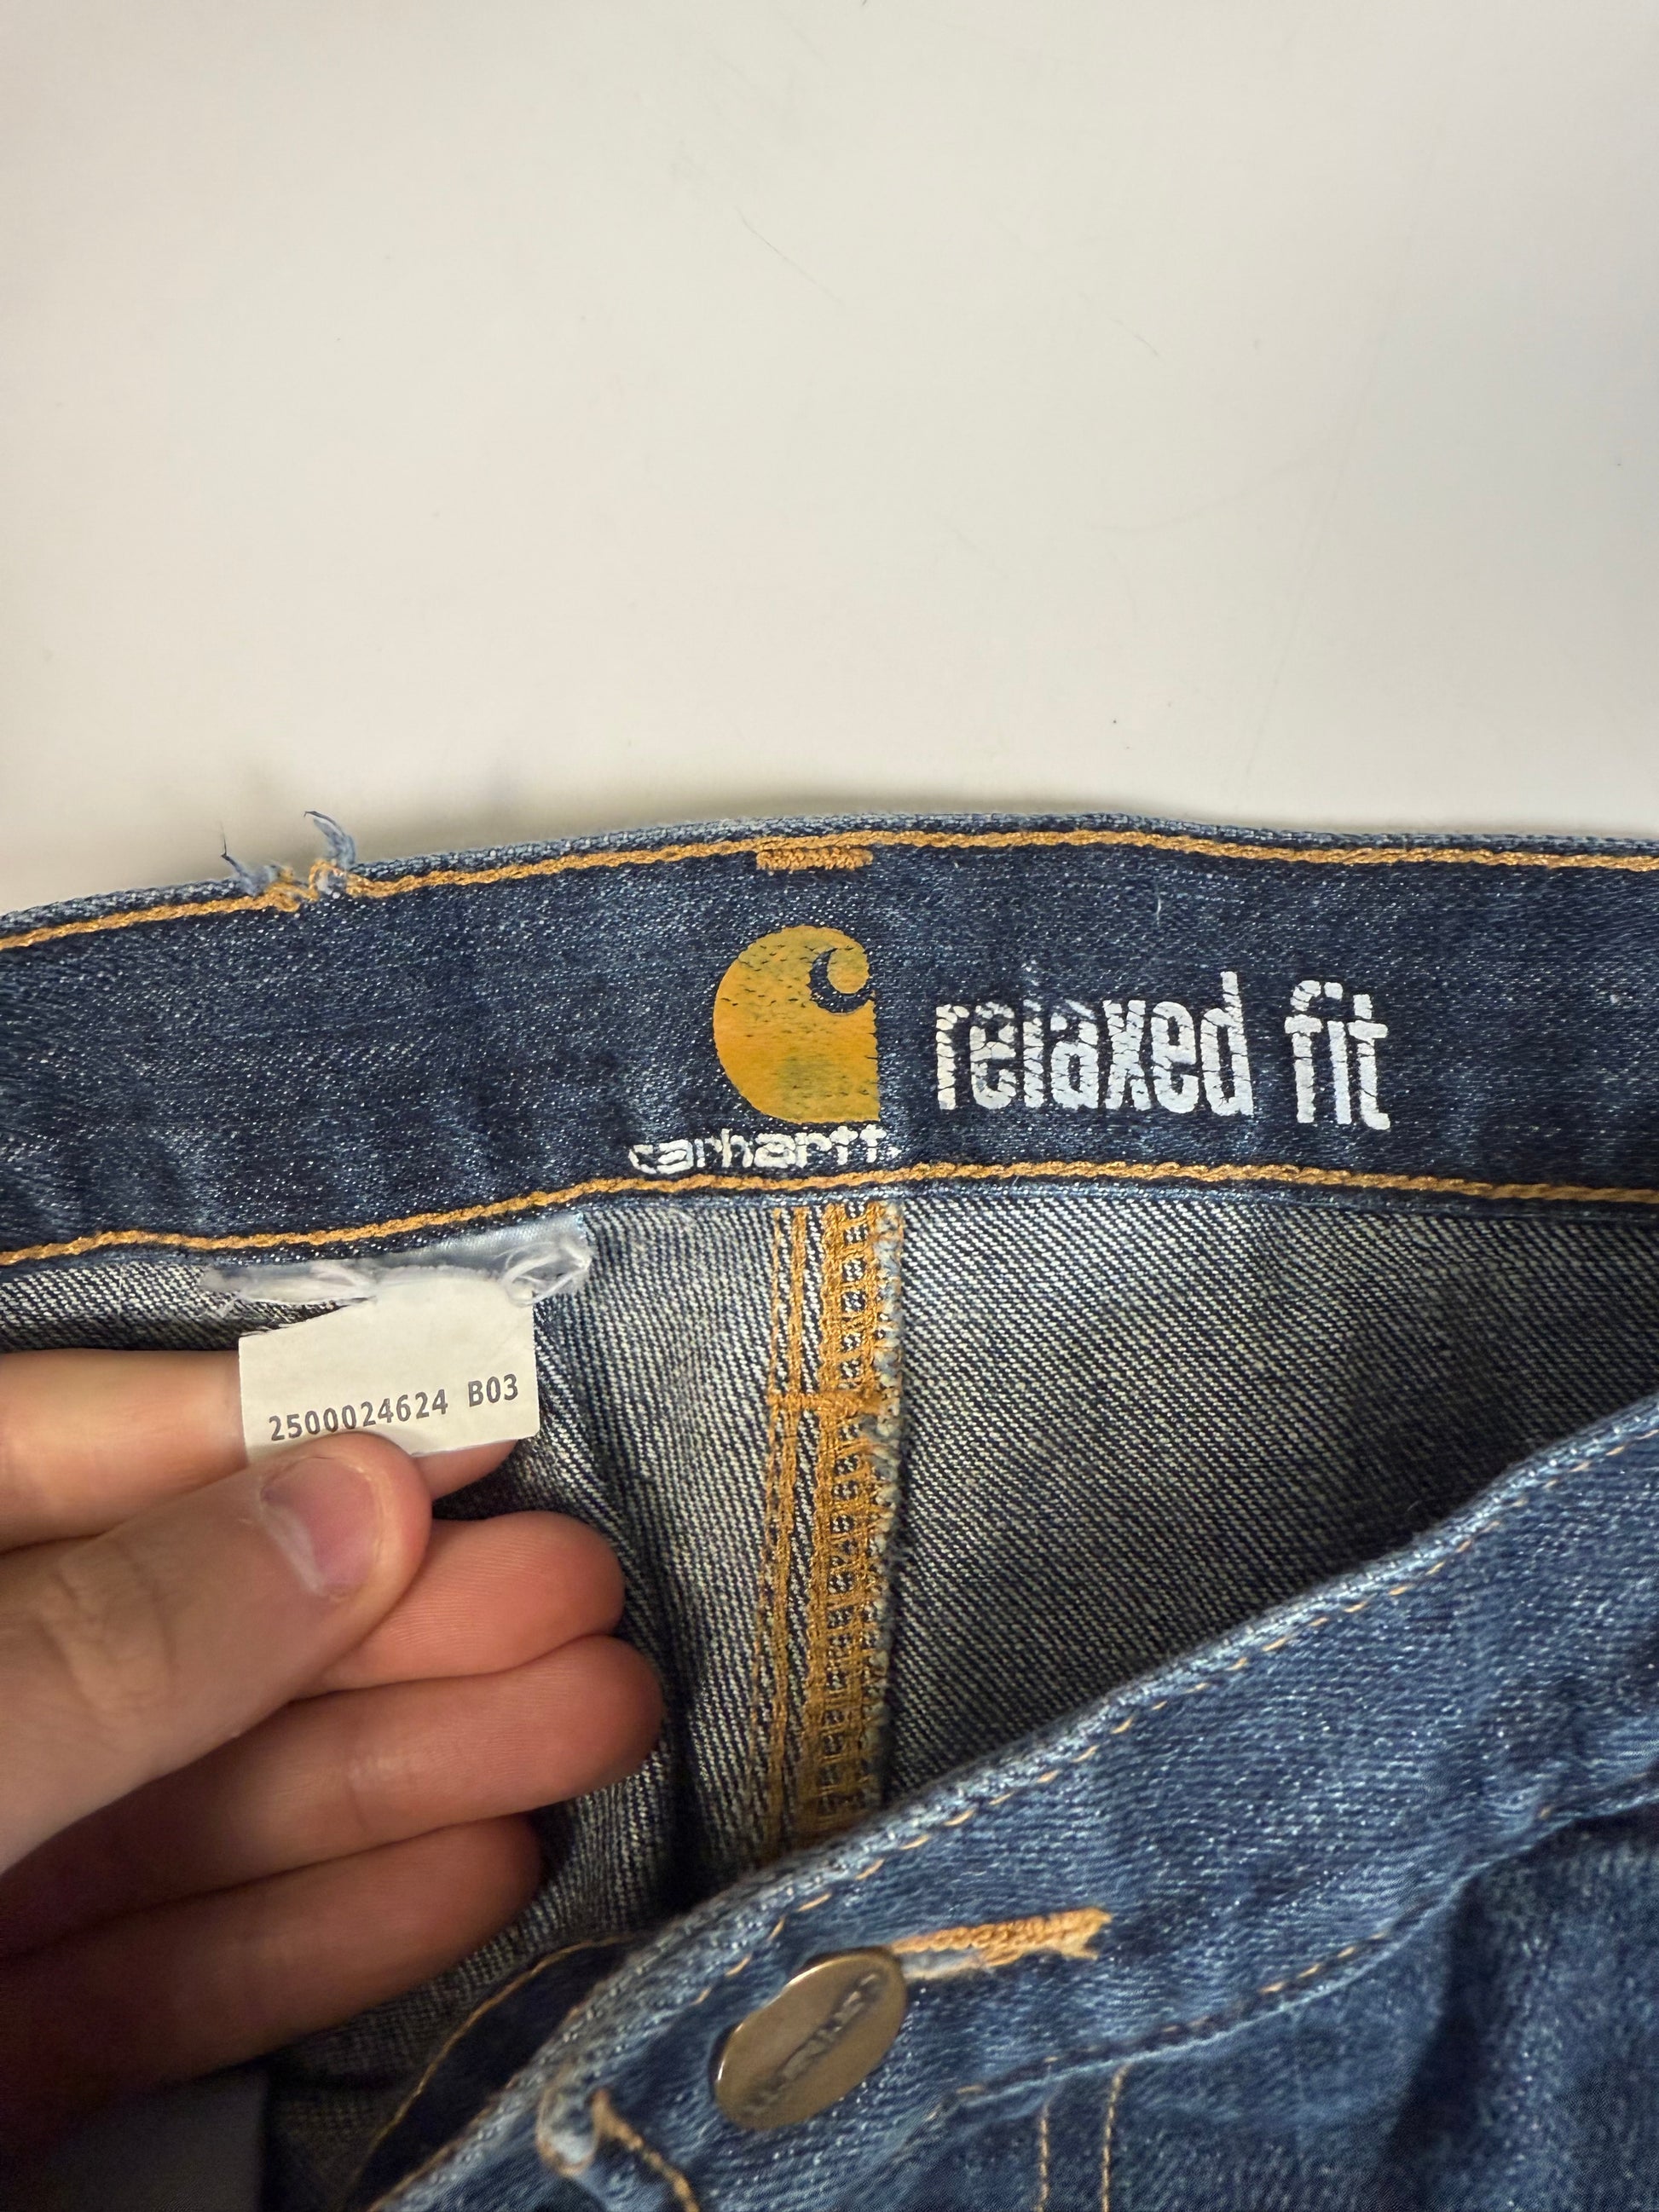 relaxed fit
carhartt.
2500024624 B03